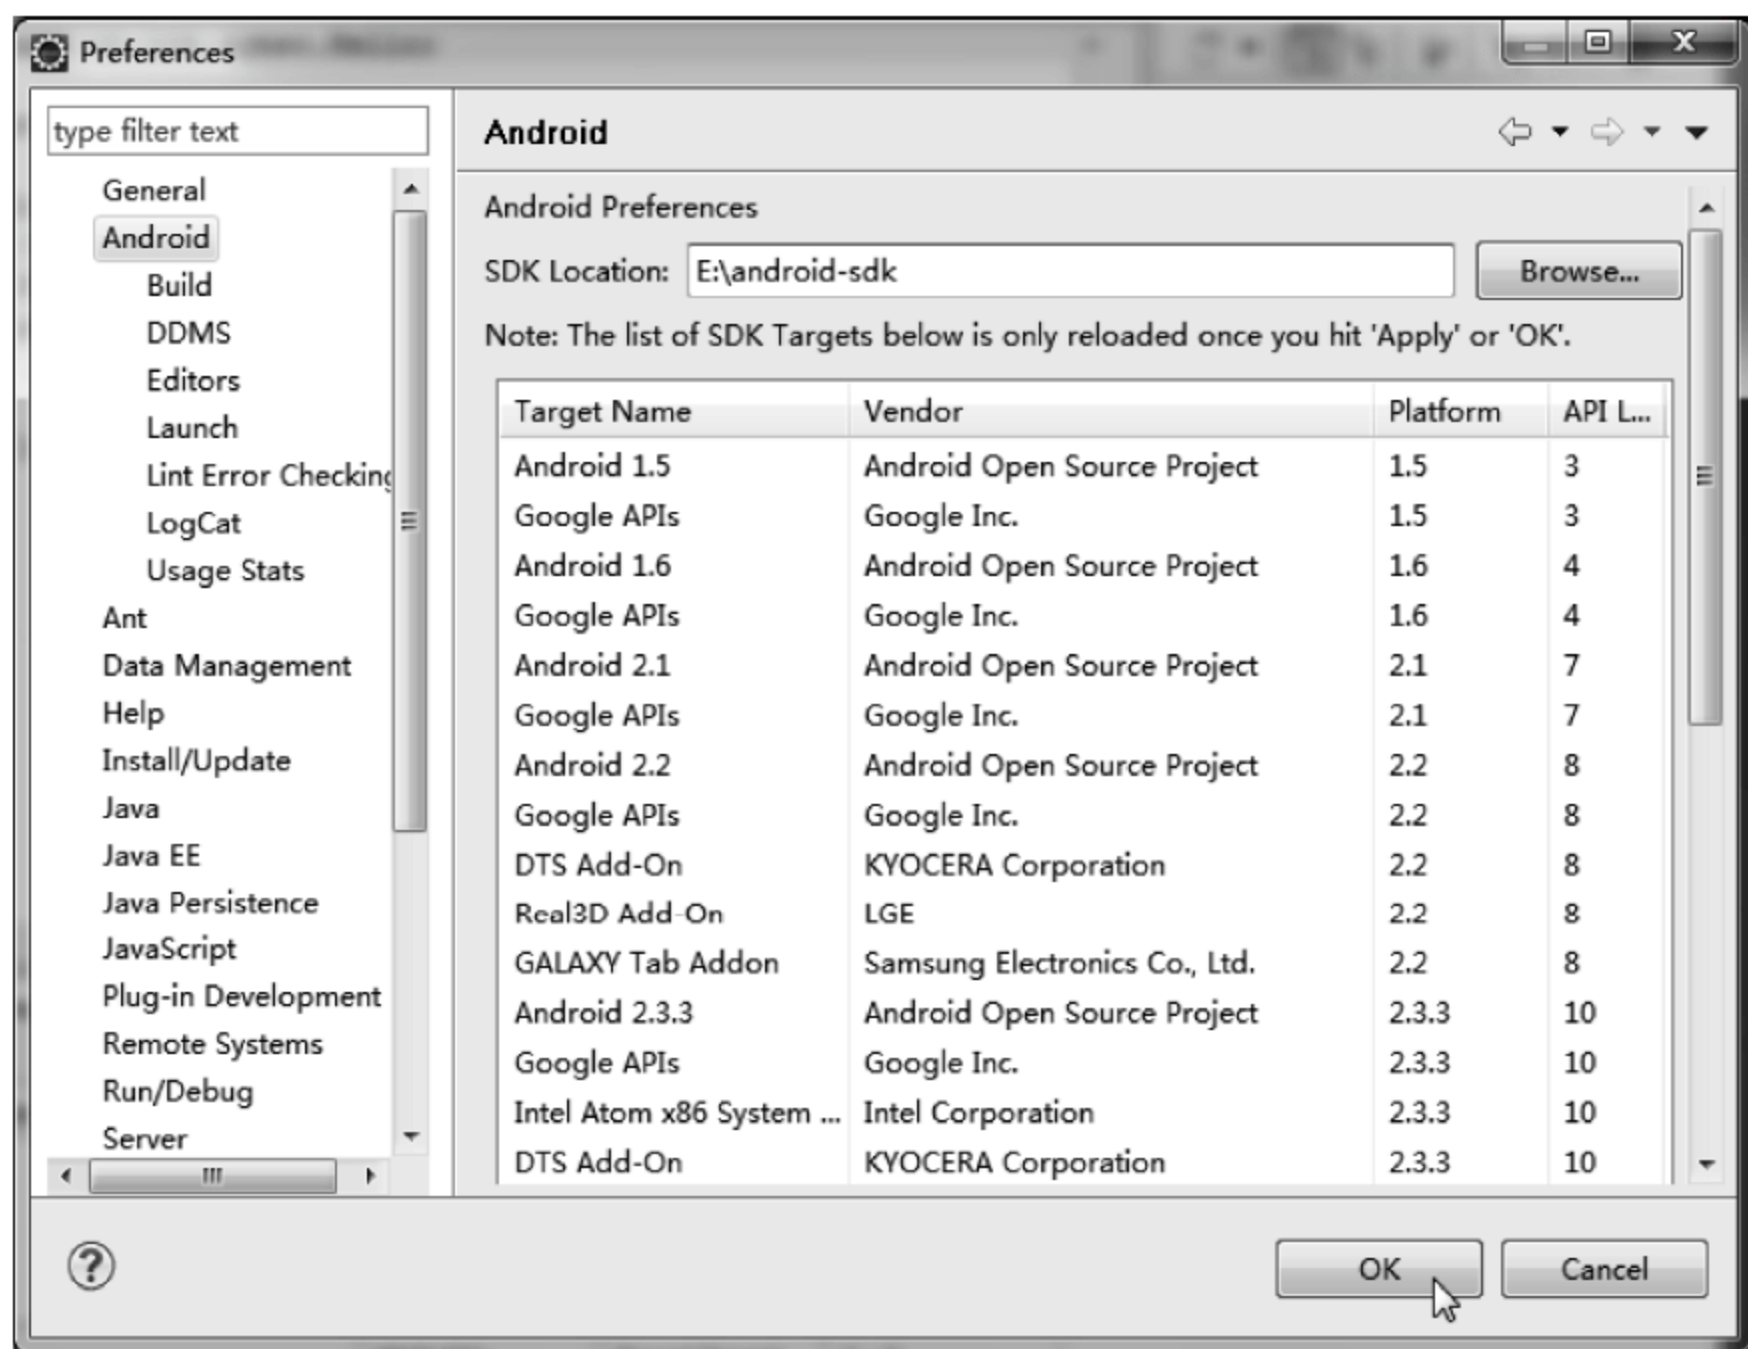 Preferences
type filter text
General
Android
Build
DDMS
Editors
Launch
Lint Error Checking
LogCat
Usage Stats
Ant
Data Management
Help
Install/Update
Java
Java EE
Java Persistence
JavaScript
Plug-in Development
Remote Systems
Run/Debug
Server
Android
Android Preferences
SDK Location: E:\android-sdk Browse...
Note: The list of SDK Targets below is only reloaded once you hit 'Apply' or 'OK'.
Target Name Vendor Platform API L...
Android 1.5 Android Open Source Project 1.5 3
Google APIs Google Inc. 1.5 3
Android 1.6 Android Open Source Project 1.6 4
Google APIs Google Inc. 1.6 4
Android 2.1 Android Open Source Project 2.1 7
Google APIs Google Inc. 2.1 7
Android 2.2 Android Open Source Project 2.2 8
Google APIs Google Inc. 2.2 8
DTS Add-On KYOCERA Corporation 2.2 8
Real3D Add-On LGE 2.2 8
GALAXY Tab Addon Samsung Electronics Co., Ltd. 2.2 8
Android 2.3.3 Android Open Source Project 2.3.3 10
Google APIs Google Inc. 2.3.3 10
Intel Atom x86 System ... Intel Corporation 2.3.3 10
DTS Add-On KYOCERA Corporation 2.3.3 10
? OK Cancel